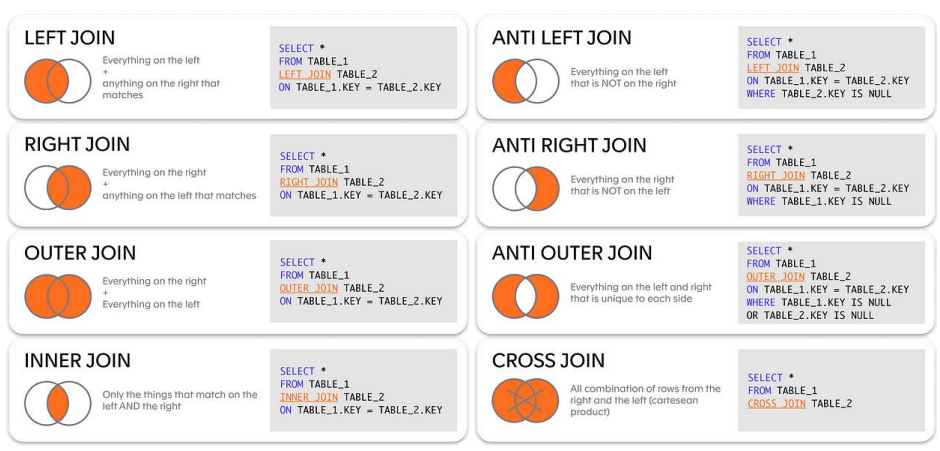 LEFT JOIN
Everything on the left
+
anything on the right that
matches
SELECT *
FROM TABLE_1
LEFT JOIN TABLE_2
ON TABLE_1.KEY = TABLE_2.KEY
ANTI LEFT JOIN
Everything on the left
that is NOT on the right
SELECT *
FROM TABLE_1
LEFT JOIN TABLE_2
ON TABLE_1.KEY = TABLE_2.KEY
WHERE TABLE_2.KEY IS NULL
RIGHT JOIN
Everything on the right
+
anything on the left that matches
SELECT *
FROM TABLE_1
RIGHT JOIN TABLE_2
ON TABLE_1.KEY = TABLE_2.KEY
ANTI RIGHT JOIN
Everything on the right
that is NOT on the left
SELECT *
FROM TABLE_1
RIGHT JOIN TABLE_2
ON TABLE_1.KEY = TABLE_2.KEY
WHERE TABLE_1.KEY IS NULL
OUTER JOIN
Everything on the right
+
Everything on the left
SELECT *
FROM TABLE_1
OUTER JOIN TABLE_2
ON TABLE_1.KEY = TABLE_2.KEY
ANTI OUTER JOIN
Everything on the left and right
that is unique to each side
SELECT *
FROM TABLE_1
OUTER JOIN TABLE_2
ON TABLE_1.KEY = TABLE_2.KEY
WHERE TABLE_1.KEY IS NULL
OR TABLE_2.KEY IS NULL
INNER JOIN
Only the things that match on the
left AND the right
SELECT *
FROM TABLE_1
INNER JOIN TABLE_2
ON TABLE_1.KEY = TABLE_2.KEY
CROSS JOIN
All combination of rows from the
right and the left (cartesean
product)
SELECT *
FROM TABLE_1
CROSS JOIN TABLE_2